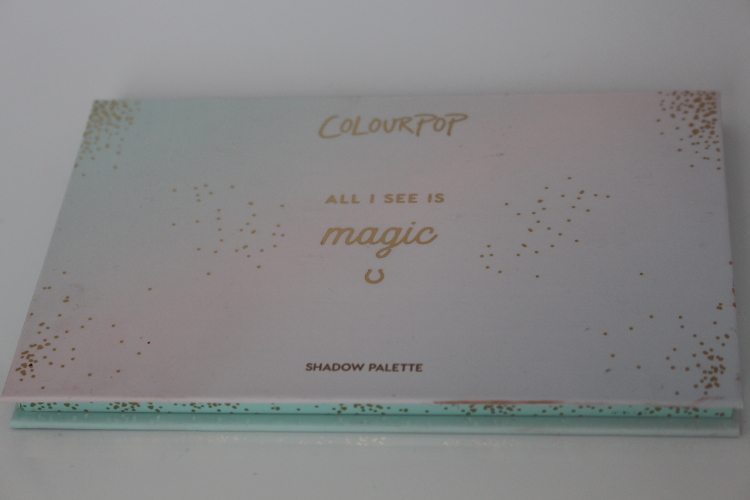 COLOURPOP
ALL I SEE IS
magic
SHADOW PALETTE